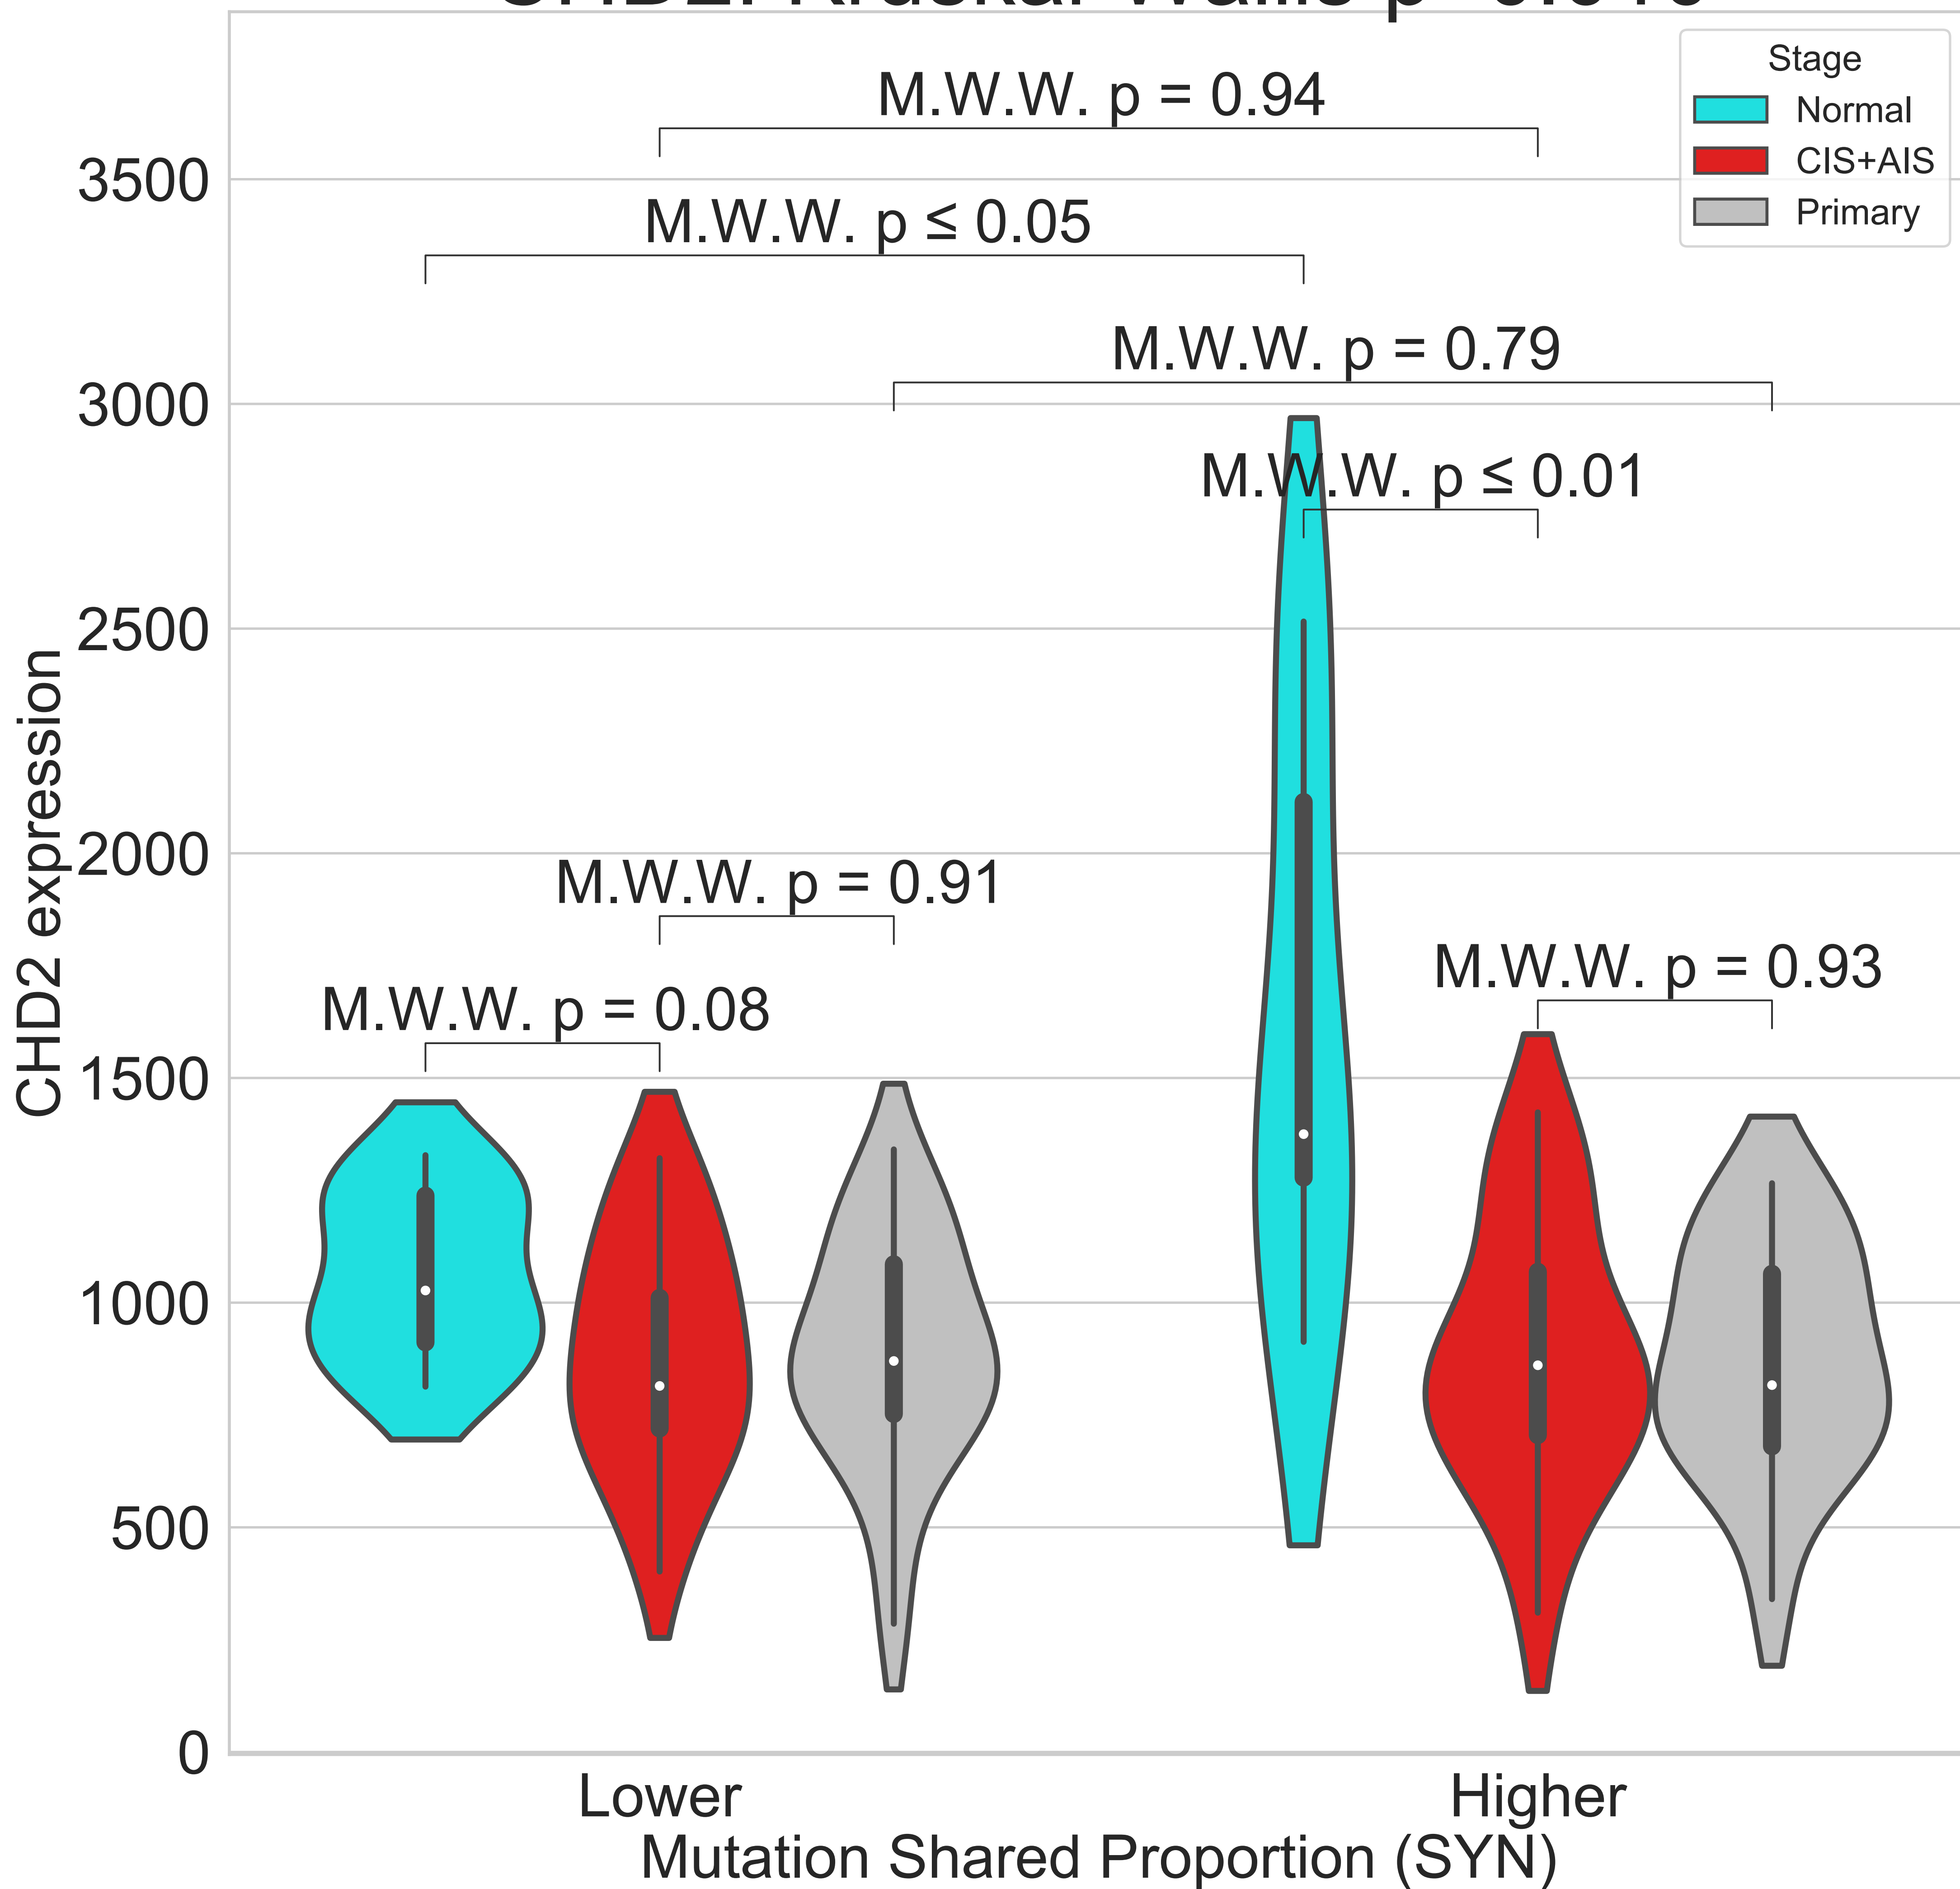 M.W.W. p = 0.94
Stage
Normal
CIS+AIS
Primary
M.W.W. p ≤ 0.05
M.W.W. p = 0.79
M.W.W. p ≤ 0.01
M.W.W. p = 0.91
M.W.W. p = 0.93
M.W.W. p = 0.08
3500
3000
2500
2000
1500
1000
500
0
CHD2 expression
Lower
Higher
Mutation Shared Proportion (SYN)